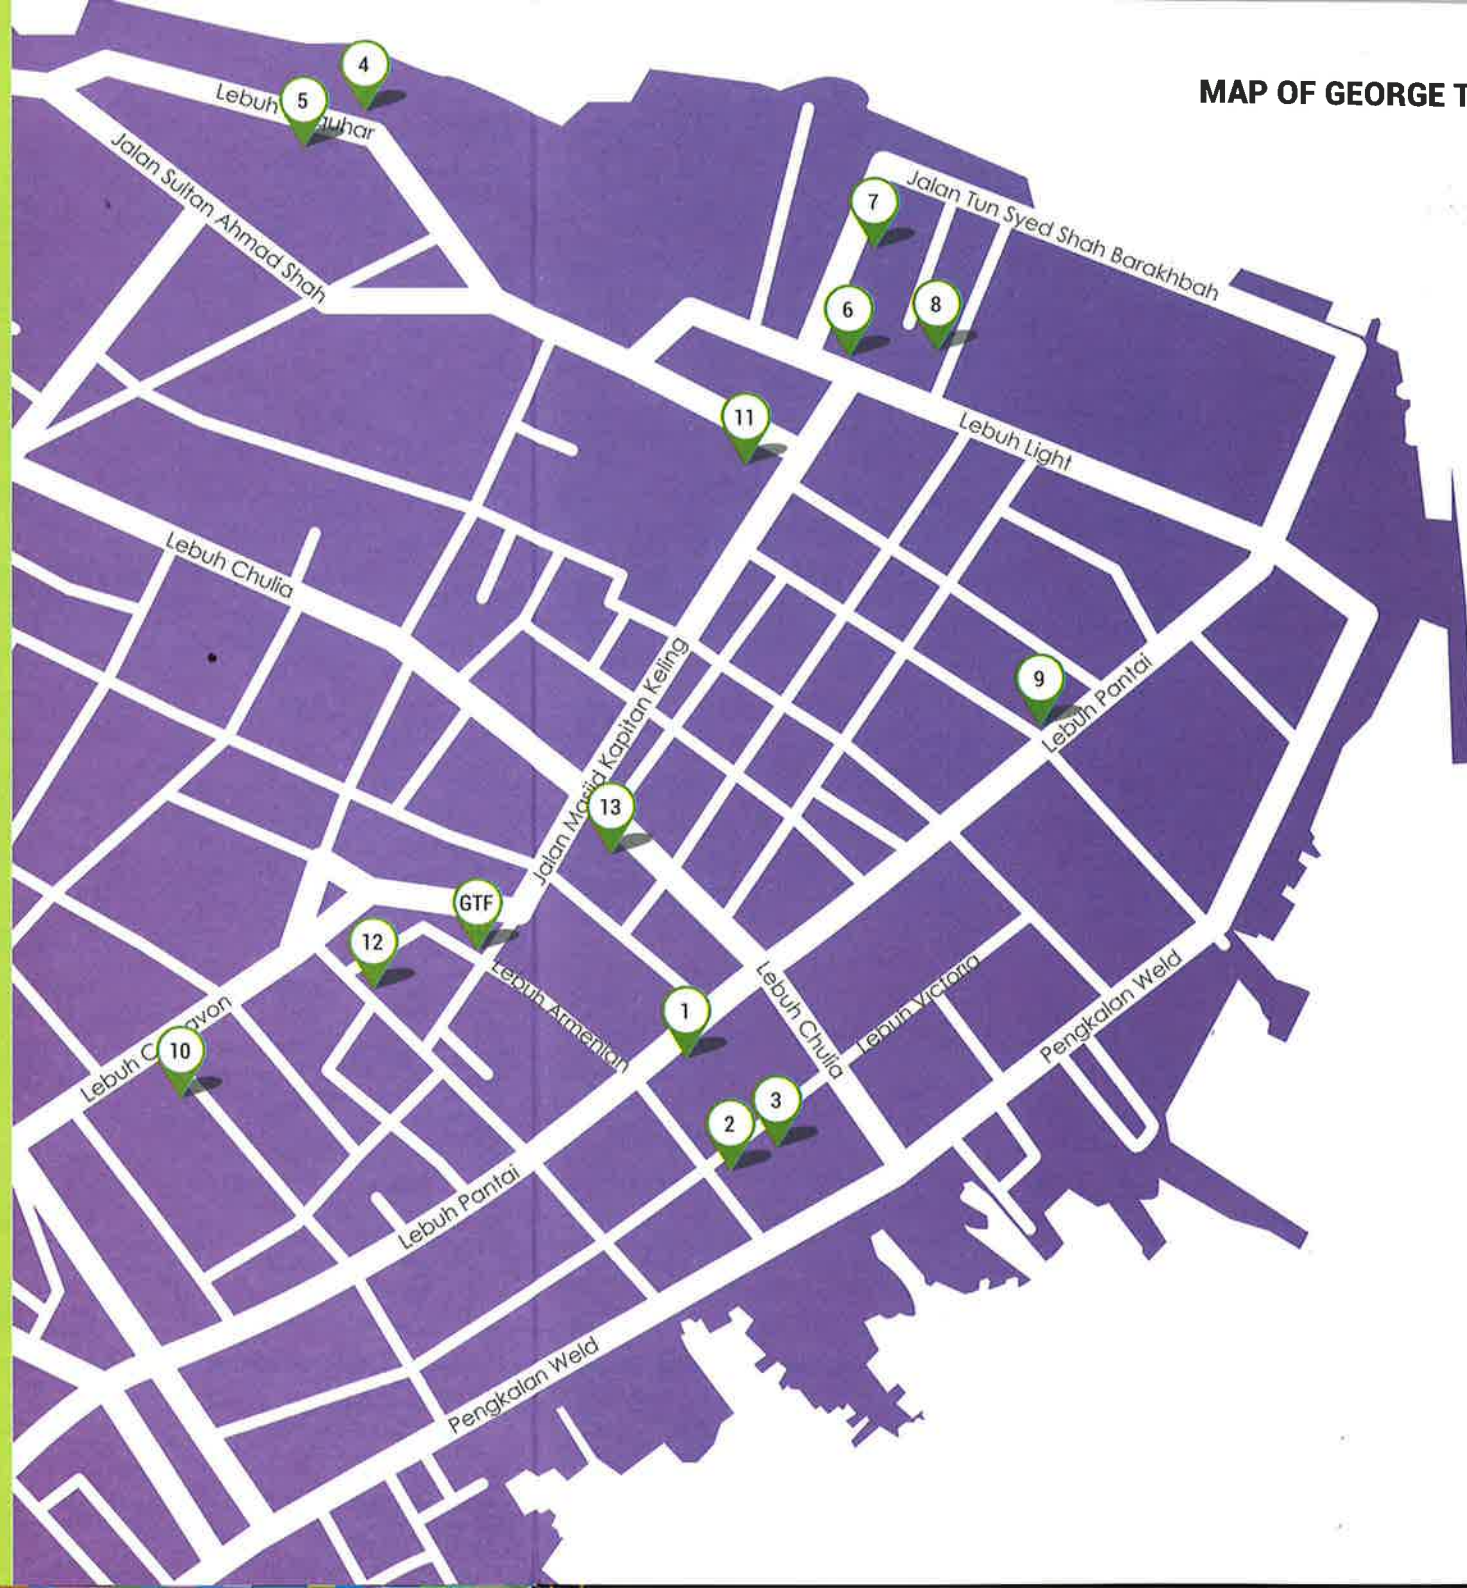 MAP OF GEORGE T
4
5
Lebuh
quhar
Jalan Sultan Ahmad Shah
7
Jalan Tun Syed Shah Barakhbah
6
8
11
Lebuh Light
Lebuh Chulia
Jalan Masjid Kapitan Keling
9
Lebuh Pantai
13
GTF
12
Lebuh Armenian
1
Lebuh Chulia
Lebuh Victoria
Pengkalan Weld
Lebuh C
avon
10
2
3
Lebuh Pantai
Pengkalan Weld